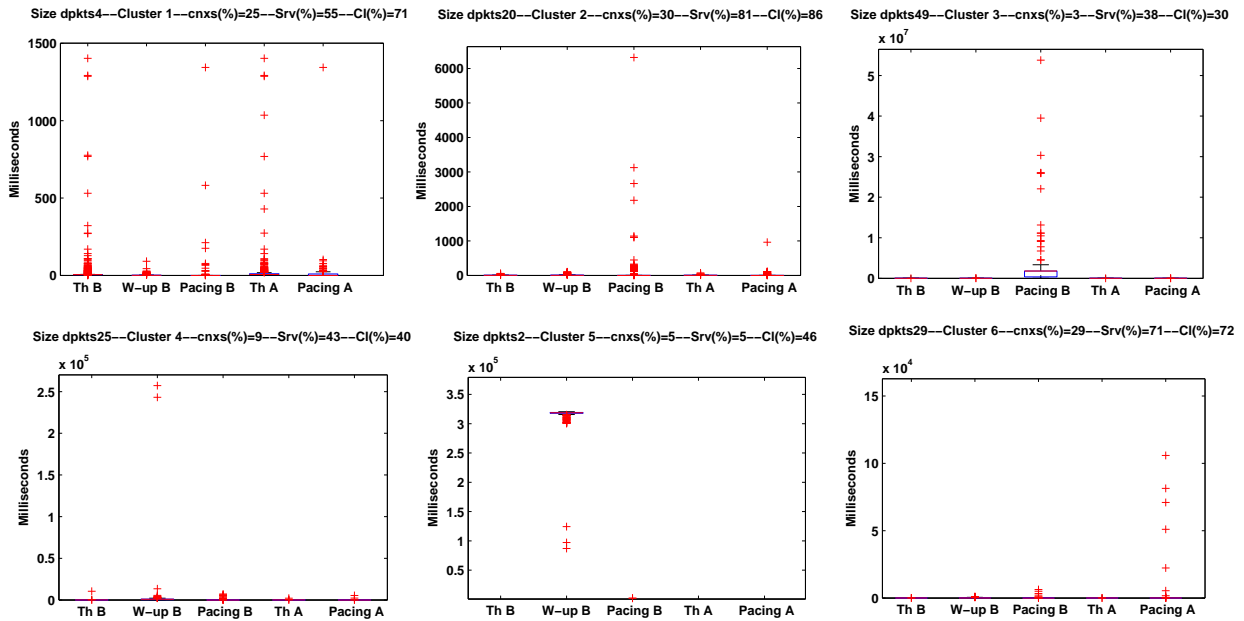 Size dpkts4−−Cluster 1−−cnxs(%)=25−−Srv(%)=55−−Cl(%)=71
1500
1000
500
0
Milliseconds
Th B W−up B Pacing B Th A Pacing A
Size dpkts20−−Cluster 2−−cnxs(%)=30−−Srv(%)=81−−Cl(%)=86
6000
5000
4000
3000
2000
1000
0
Milliseconds
Th B W−up B Pacing B Th A Pacing A
Size dpkts49−−Cluster 3−−cnxs(%)=3−−Srv(%)=38−−Cl(%)=30
x 10^7
5
4
3
2
1
0
Milliseconds
Th B W−up B Pacing B Th A Pacing A
Size dpkts25−−Cluster 4−−cnxs(%)=9−−Srv(%)=43−−Cl(%)=40
x 10^5
2.5
2
1.5
1
0.5
0
Milliseconds
Th B W−up B Pacing B Th A Pacing A
Size dpkts2−−Cluster 5−−cnxs(%)=5−−Srv(%)=5−−Cl(%)=46
x 10^5
3.5
3
2.5
2
1.5
1
0.5
Milliseconds
Th B W−up B Pacing B Th A Pacing A
Size dpkts29−−Cluster 6−−cnxs(%)=29−−Srv(%)=71−−Cl(%)=72
x 10^4
15
10
5
0
Milliseconds
Th B W−up B Pacing B Th A Pacing A